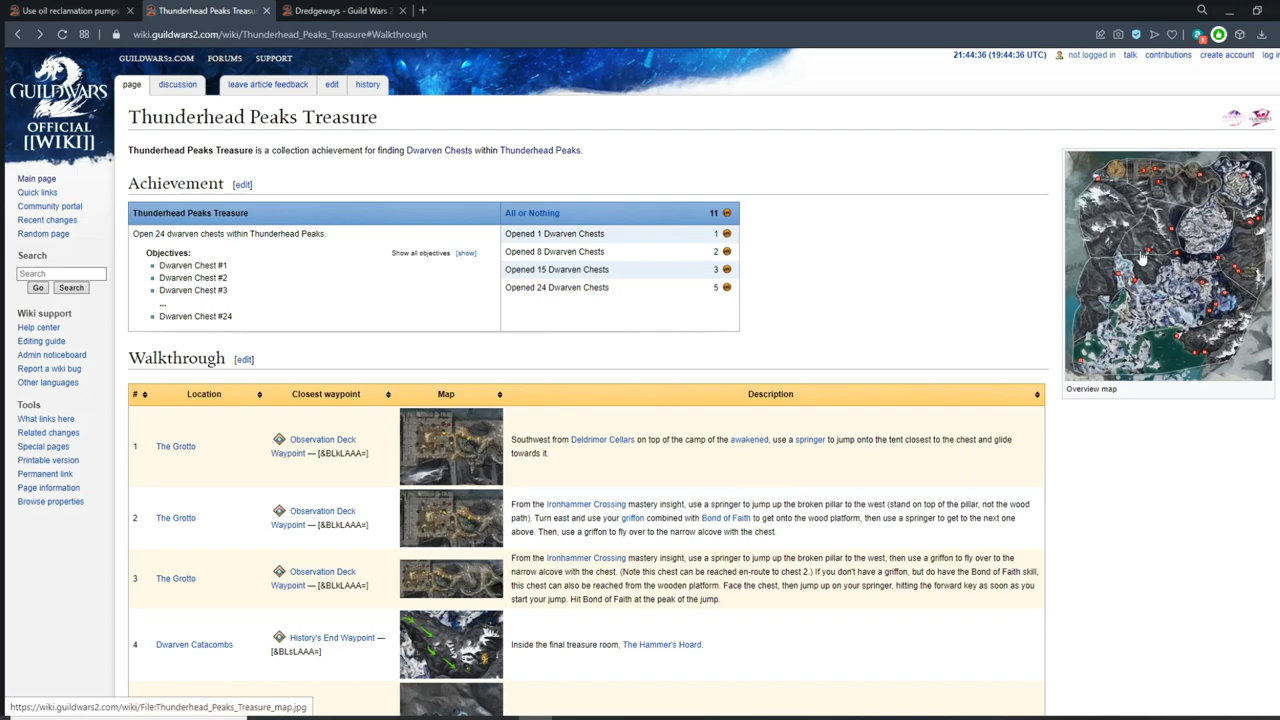 Use oil reclamation pumps
Thunderhead Peaks Treasu
Dredgeways - Guild Wars 2
wiki.guildwars2.com/wiki/Thunderhead_Peaks_Treasure#Walkthrough
GUILDWARS2.COM FORUMS SUPPORT
21:44:36 (19:44:36 UTC) not logged in talk contributions create account log in
page discussion leave article feedback edit history
GUILD WARS 2
OFFICIAL
[[WIKI]]
Main page
Quick links
Community portal
Recent changes
Random page
Search
Search
Go Search
Wiki support
Help center
Editing guide
Admin noticeboard
Report a wiki bug
Other languages
Tools
What links here
Related changes
Special pages
Printable version
Permanent link
Page information
Browse properties
Thunderhead Peaks Treasure
Thunderhead Peaks Treasure is a collection achievement for finding Dwarven Chests within Thunderhead Peaks.
Achievement [edit]
Thunderhead Peaks Treasure All or Nothing 11
Open 24 dwarven chests within Thunderhead Peaks.
Objectives: Show all objectives [show]
Dwarven Chest #1
Dwarven Chest #2
Dwarven Chest #3
...
Dwarven Chest #24
Opened 1 Dwarven Chests 1
Opened 8 Dwarven Chests 2
Opened 15 Dwarven Chests 3
Opened 24 Dwarven Chests 5
Overview map
Walkthrough [edit]
# Location Closest waypoint Map Description
1 The Grotto
Observation Deck
Waypoint — [&BLkLAAA=]
Southwest from Deldrimor Cellars on top of the camp of the awakened, use a springer to jump onto the tent closest to the chest and glide
towards it.
2 The Grotto
Observation Deck
Waypoint — [&BLkLAAA=]
From the Ironhammer Crossing mastery insight, use a springer to jump up the broken pillar to the west (stand on top of the pillar, not the wood
path). Turn east and use your griffon combined with Bond of Faith to get onto the wood platform, then use a springer to get to the next one
above. Then, use a griffon to fly over to the narrow alcove with the chest.
3 The Grotto
Observation Deck
Waypoint — [&BLkLAAA=]
From the Ironhammer Crossing mastery insight, use a springer to jump up the broken pillar to the west, then use a griffon to fly over to the
narrow alcove with the chest. (Note this chest can be reached en-route to chest 2.) If you don't have a griffon, but do have the Bond of Faith skill,
this chest can also be reached from the wooden platform. Face the chest, then jump up on your springer, hitting the forward key as soon as you
start your jump. Hit Bond of Faith at the peak of the jump.
4 Dwarven Catacombs
History's End Waypoint —
[&BLsLAAA=]
Inside the final treasure room, The Hammer's Hoard.
https://wiki.guildwars2.com/wiki/File:Thunderhead_Peaks_Treasure_map.jpg